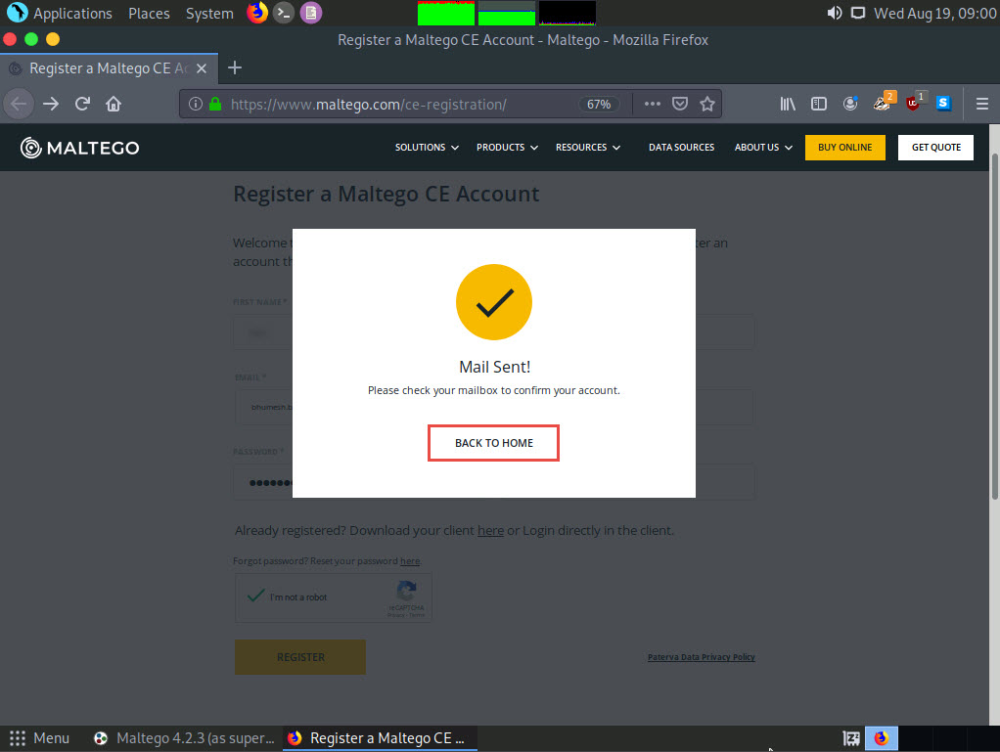 Applications Places System Wed Aug 19, 09:00
Register a Maltego CE Account - Maltego - Mozilla Firefox
Register a Maltego CE Ac
https://www.maltego.com/ce-registration/ 67% 2 1 S
MALTEGO SOLUTIONS PRODUCTS RESOURCES DATA SOURCES ABOUT US BUY ONLINE GET QUOTE
Register a Maltego CE Account
Welcome t er an
account th
FIRST NAME *
EMAIL *
bhumesh.b
PASSWORD *
Mail Sent!
Please check your mailbox to confirm your account.
BACK TO HOME
Already registered? Download your client here or Login directly in the client.
Forgot password? Reset your password here.
I'm not a robot
reCAPTCHA
Privacy - Terms
REGISTER Paterva Data Privacy Policy
Menu Maltego 4.2.3 (as super... Register a Maltego CE ...